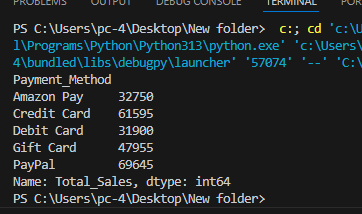 PROBLEMS OUTPUT DEBUG CONSOLE TERMINAL PORTS
PS C:\Users\pc-4\Desktop\New folder> c:; cd 'c:\U
l\Programs\Python\Python313\python.exe' 'c:\Users
4\bundled\libs\debugpy\launcher' '57074' '--' 'C:\
Payment_Method
Amazon Pay 32750
Credit Card 61595
Debit Card 31900
Gift Card 47955
PayPal 69645
Name: Total_Sales, dtype: int64
PS C:\Users\pc-4\Desktop\New folder>